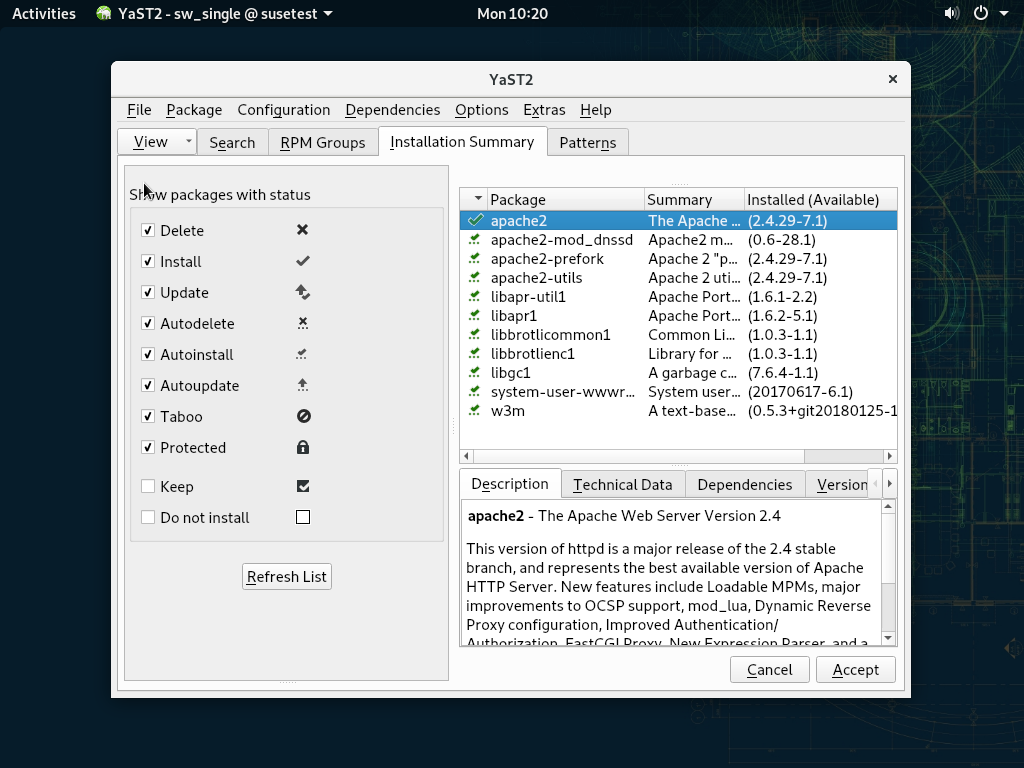 Activities YaST2 - sw_single @ susetest Mon 10:20
YaST2
File Package Configuration Dependencies Options Extras Help
View Search RPM Groups Installation Summary Patterns
Show packages with status
Delete
Install
Update
Autodelete
Autoinstall
Autoupdate
Taboo
Protected
Keep
Do not install
Refresh List
Package Summary Installed (Available)
apache2 The Apache ... (2.4.29-7.1)
apache2-mod_dnssd Apache2 m... (0.6-28.1)
apache2-prefork Apache 2 "p... (2.4.29-7.1)
apache2-utils Apache 2 uti... (2.4.29-7.1)
libapr-util1 Apache Port... (1.6.1-2.2)
libapr1 Apache Port... (1.6.2-5.1)
libbrotlicommon1 Common Li... (1.0.3-1.1)
libbrotlienc1 Library for ... (1.0.3-1.1)
libgc1 A garbage c... (7.6.4-1.1)
system-user-wwwr... System user... (20170617-6.1)
w3m A text-base... (0.5.3+git20180125-1
Description Technical Data Dependencies Version
apache2 - The Apache Web Server Version 2.4
This version of httpd is a major release of the 2.4 stable
branch, and represents the best available version of Apache
HTTP Server. New features include Loadable MPMs, major
improvements to OCSP support, mod_lua, Dynamic Reverse
Proxy configuration, Improved Authentication/
Authorization, FastCGI Proxy, New Expression Parser, and a
Cancel Accept